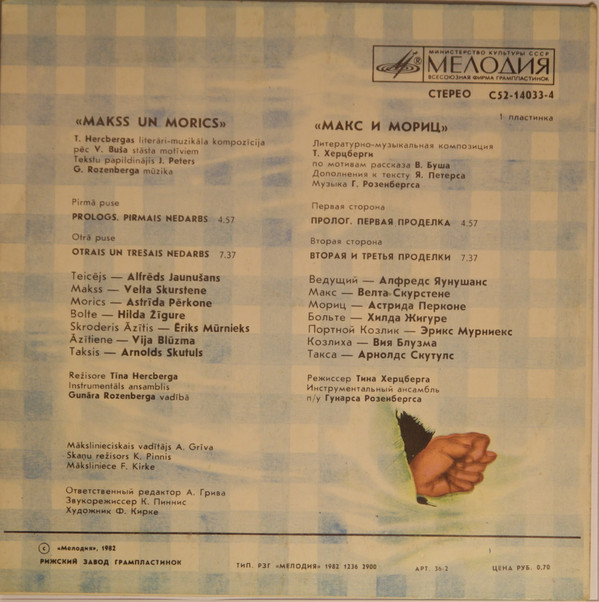 МИНИСТЕРСТВО КУЛЬТУРЫ СССР
МЕЛОДИЯ
ВСЕСОЮЗНАЯ ФИРМА ГРАМПЛАСТИНОК
СТЕРЕО С52-14033-4
1 пластинка
«MAKSS UN MORICS»
T. Hercbergas literāri-muzikāla kompozīcija
pēc V. Buša stāsta motīviem
Tekstu papildinājis J. Peters
G. Rozenberga mūzika
Pirmā puse
PROLOGS. PIRMAIS NEDARBS 4.57
Otrā puse
OTRAIS UN TREŠAIS NEDARBS 7.37
Teicējs — Alfrēds Jaunušans
Makss — Velta Skurstene
Morics — Astrīda Pērkone
Bolte — Hilda Žīgure
Skroderis Āzītis — Ēriks Mūrnieks
Āzītiene — Vija Blūzma
Taksis — Arnolds Skutuls
Režisore Tīna Hercberga
Instrumentāls ansamblis
Gunāra Rozenberga vadībā
Mākslinieciskais vadītājs A. Grīva
Skaņu režisors K. Pinnis
Māksliniece F. Kirke
Ответственный редактор А. Грива
Звукорежиссер К. Пиннис
Художник Ф. Кирке
«МАКС И МОРИЦ»
Литературно-музыкальная композиция
Т. Херцберги
по мотивам рассказа В. Буша
Дополнения к тексту Я. Петерса
Музыка Г. Розенбергса
Первая сторона
ПРОЛОГ. ПЕРВАЯ ПРОДЕЛКА 4.57
Вторая сторона
ВТОРАЯ И ТРЕТЬЯ ПРОДЕЛКИ 7.37
Ведущий — Алфредс Яунушанс
Макс — Велта Скурстене
Мориц — Астрида Перконе
Больте — Хилда Жигуре
Портной Козлик — Эрикс Мурниекс
Козлиха — Вия Блузма
Такса — Арнолдс Скутулс
Режиссер Тина Херцберга
Инструментальный ансамбль
п/у Гунарса Розенбергса
© «Мелодия», 1982
РИЖСКИЙ ЗАВОД ГРАМПЛАСТИНОК
ТИП. РЗГ «МЕЛОДИЯ» 1982 1236 2900
АРТ. 36-2
ЦЕНА РУБ. 0,70